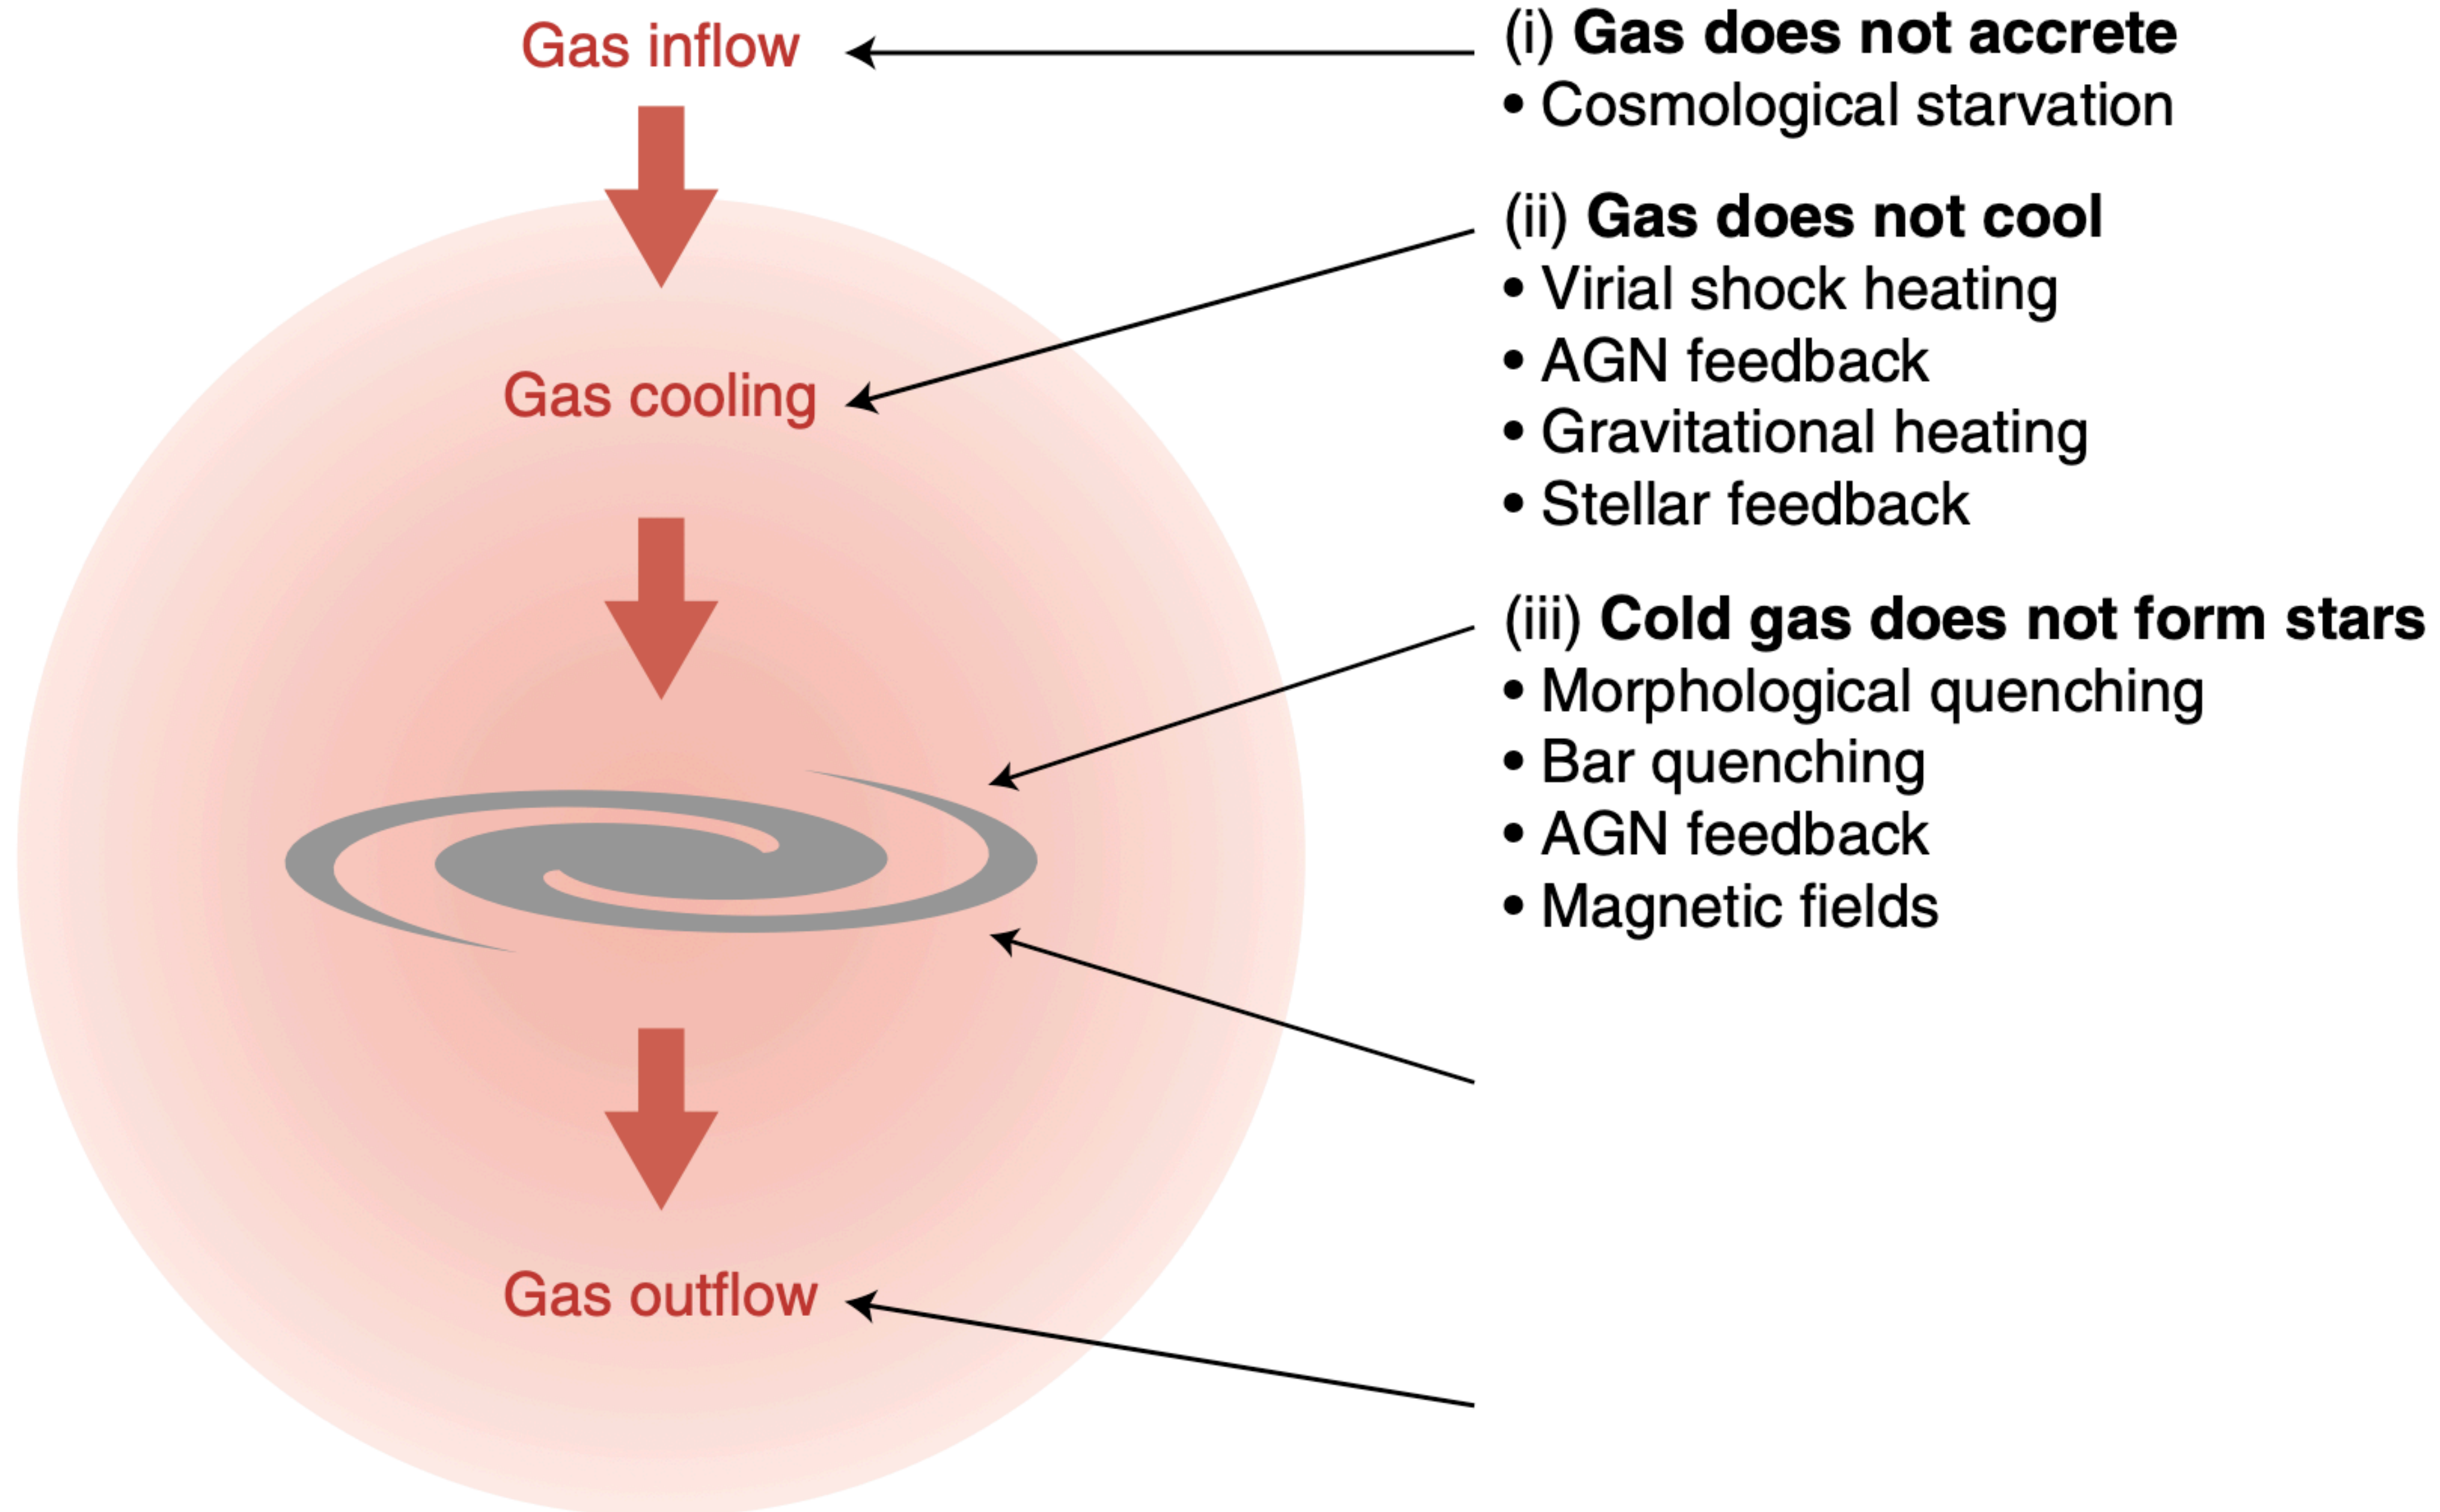 Gas inflow
Gas cooling
Gas outflow
(i) Gas does not accrete
• Cosmological starvation
(ii) Gas does not cool
• Virial shock heating
• AGN feedback
• Gravitational heating
• Stellar feedback
(iii) Cold gas does not form stars
• Morphological quenching
• Bar quenching
• AGN feedback
• Magnetic fields